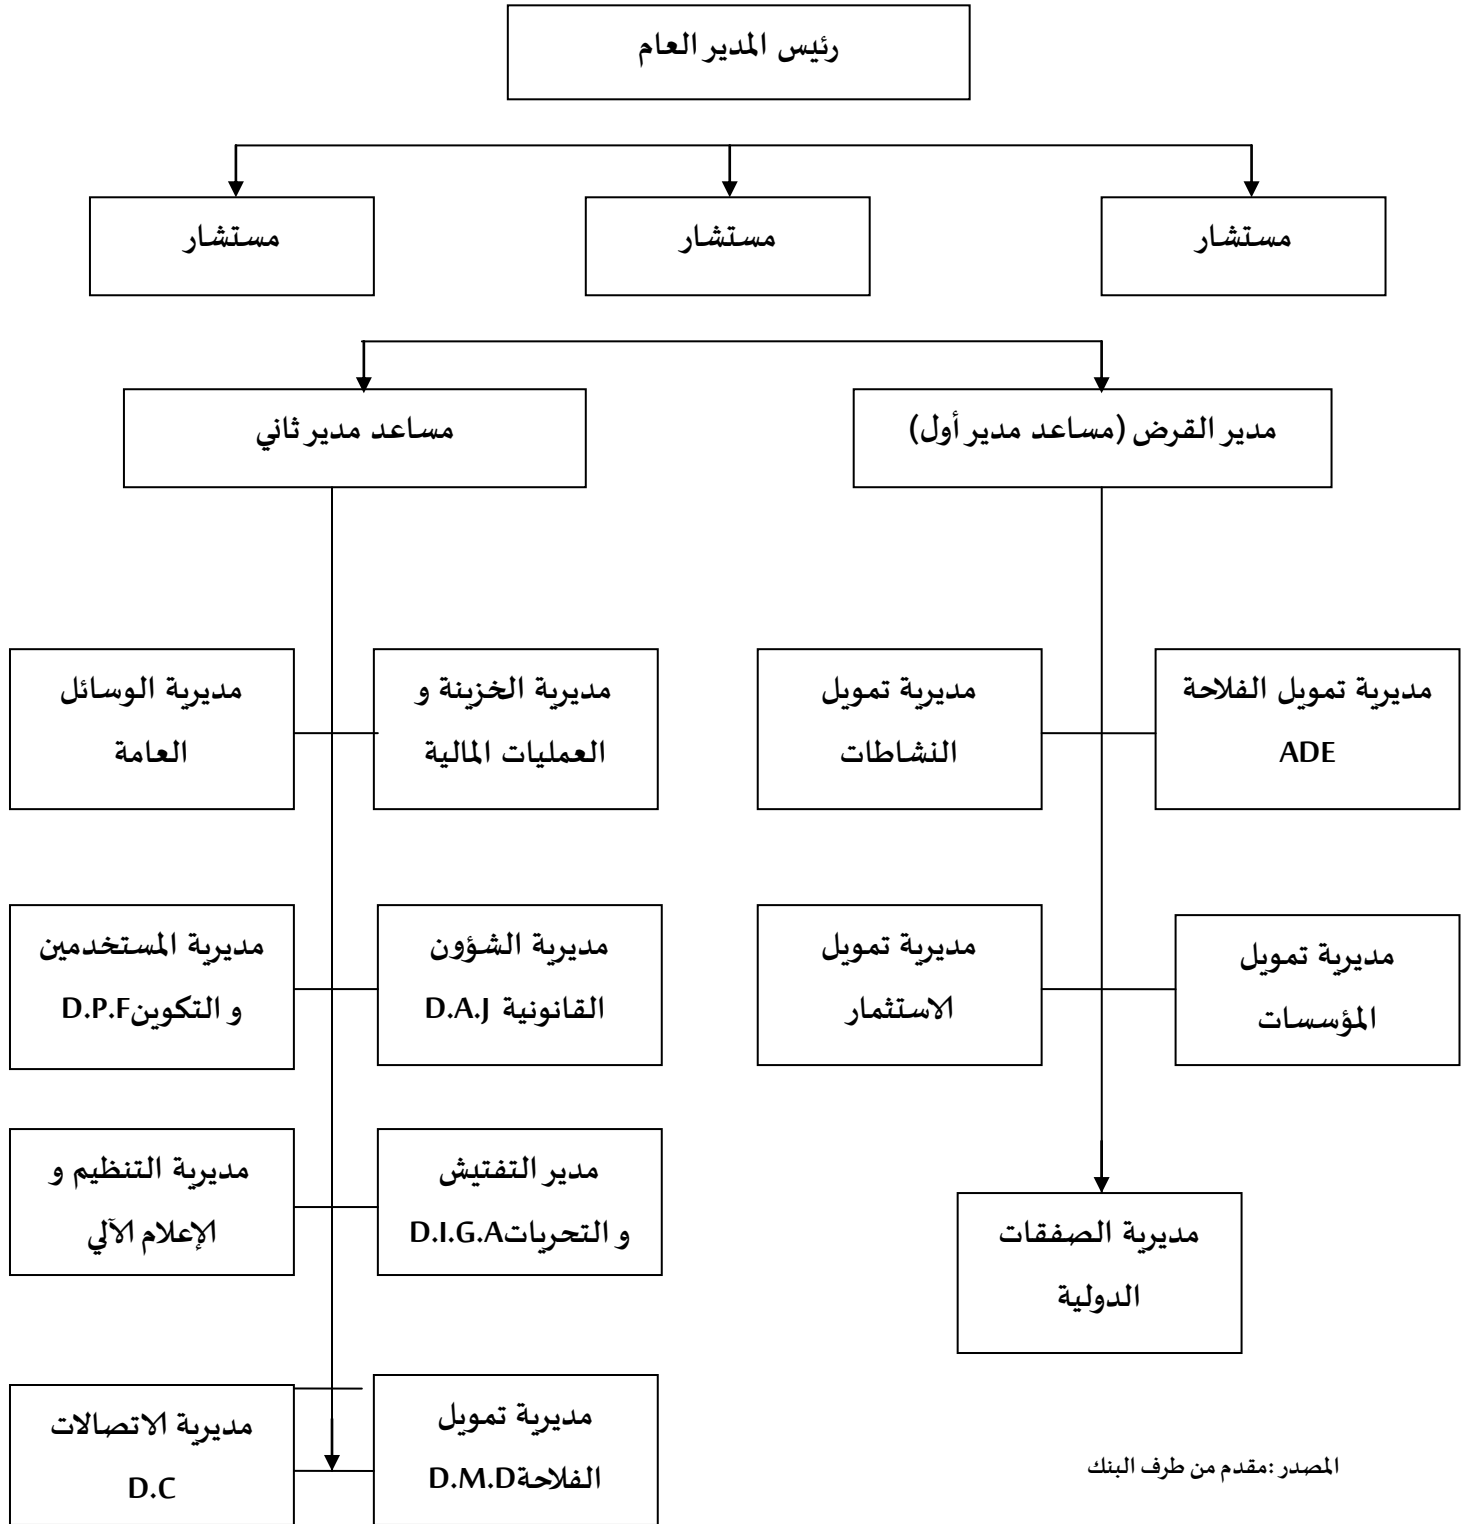 رئيس المدير العام
مستشار
مستشار
مستشار
مدير القرض (مساعد مدير أول)
مساعد مدير ثاني
مديرية تمويل الفلاحة
ADE
مديرية تمويل
النشاطات
مديرية الخزينة و
العمليات المالية
مديرية الوسائل
العامة
مديرية تمويل
المؤسسات
مديرية تمويل
الاستثمار
مديرية الشؤون
القانونية D.A.J
مديرية المستخدمين
و التكوينD.P.F
مدير التفتيش
و التحرياتD.I.G.A
مديرية التنظيم و
الإعلام الآلي
مديرية الصفقات
الدولية
مديرية تمويل
الفلاحةD.M.D
مديرية الاتصالات
D.C
المصدر :مقدم من طرف البنك